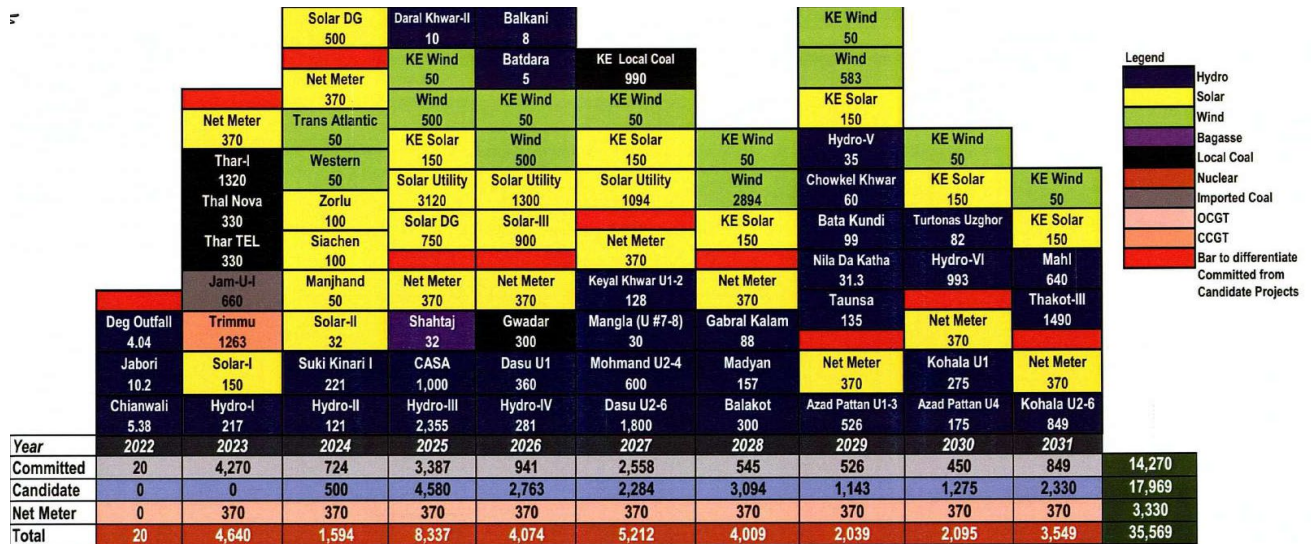 Solar DG Daral Khwar-II Balkani KE Wind
500 10 8 50
KE Wind Batdara KE Local Coal Wind
Net Meter 50 5 990 583
370 Wind KE Wind KE Wind KE Solar
Net Meter Trans Atlantic 500 50 50 150
370 50 KE Solar Wind KE Solar KE Wind Hydro-V KE Wind
Thar-I Western 150 500 150 50 35 50
1320 50 Solar Utility Solar Utility Solar Utility Wind Chowkel Khwar KE Solar KE Wind
Thal Nova Zorlu 3120 1300 1094 2894 60 150 50
330 100 Solar DG Solar-III KE Solar Bata Kundi Turtonas Uzghor KE Solar
Thar TEL Siachen 750 900 Net Meter 150 99 82 150
330 100 370 Nila Da Katha Hydro-VI Mahl
Jam-U-I Manjhand Net Meter Net Meter Keyal Khwar U1-2 Net Meter 31.3 993 640
660 50 370 370 128 370 Taunsa Thakot-III
Deg Outfall Trimmu Solar-II Shahtaj Gwadar Mangla (U #7-8) Gabral Kalam 135 Net Meter 1490
4.04 1263 32 32 300 30 88 370
Jabori Solar-I Suki Kinari I CASA Dasu U1 Mohmand U2-4 Madyan Net Meter Kohala U1 Net Meter
10.2 150 221 1,000 360 600 157 370 275 370
Chianwali Hydro-I Hydro-II Hydro-III Hydro-IV Dasu U2-6 Balakot Azad Pattan U1-3 Azad Pattan U4 Kohala U2-6
5.38 217 121 2,355 281 1,800 300 526 175 849
Year 2022 2023 2024 2025 2026 2027 2028 2029 2030 2031
Committed 20 4,270 724 3,387 941 2,558 545 526 450 849 14,270
Candidate 0 0 500 4,580 2,763 2,284 3,094 1,143 1,275 2,330 17,969
Net Meter 0 370 370 370 370 370 370 370 370 370 3,330
Total 20 4,640 1,594 8,337 4,074 5,212 4,009 2,039 2,095 3,549 35,569
Legend
Hydro
Solar
Wind
Bagasse
Local Coal
Nuclear
Imported Coal
OCGT
CCGT
Bar to differentiate
Committed from
Candidate Projects